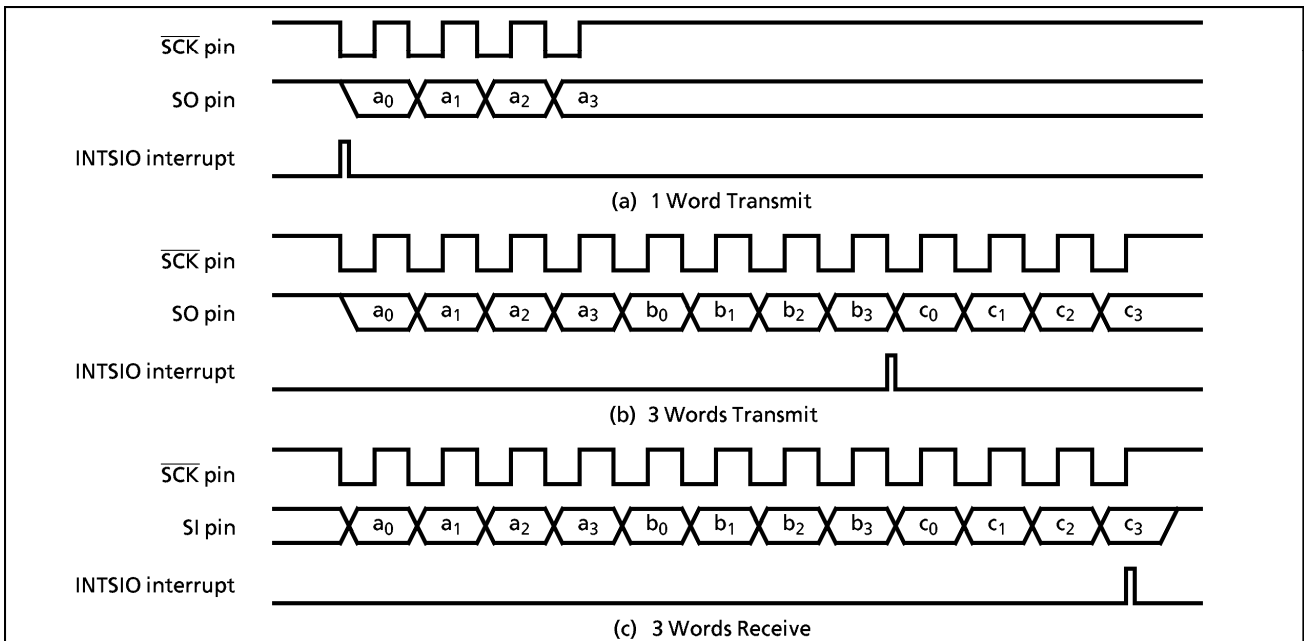 SCK pin
SO pin a0 a1 a2 a3
INTSIO interrupt
(a) 1 Word Transmit
SCK pin
SO pin a0 a1 a2 a3 b0 b1 b2 b3 c0 c1 c2 c3
INTSIO interrupt
(b) 3 Words Transmit
SCK pin
SI pin a0 a1 a2 a3 b0 b1 b2 b3 c0 c1 c2 c3
INTSIO interrupt
(c) 3 Words Receive